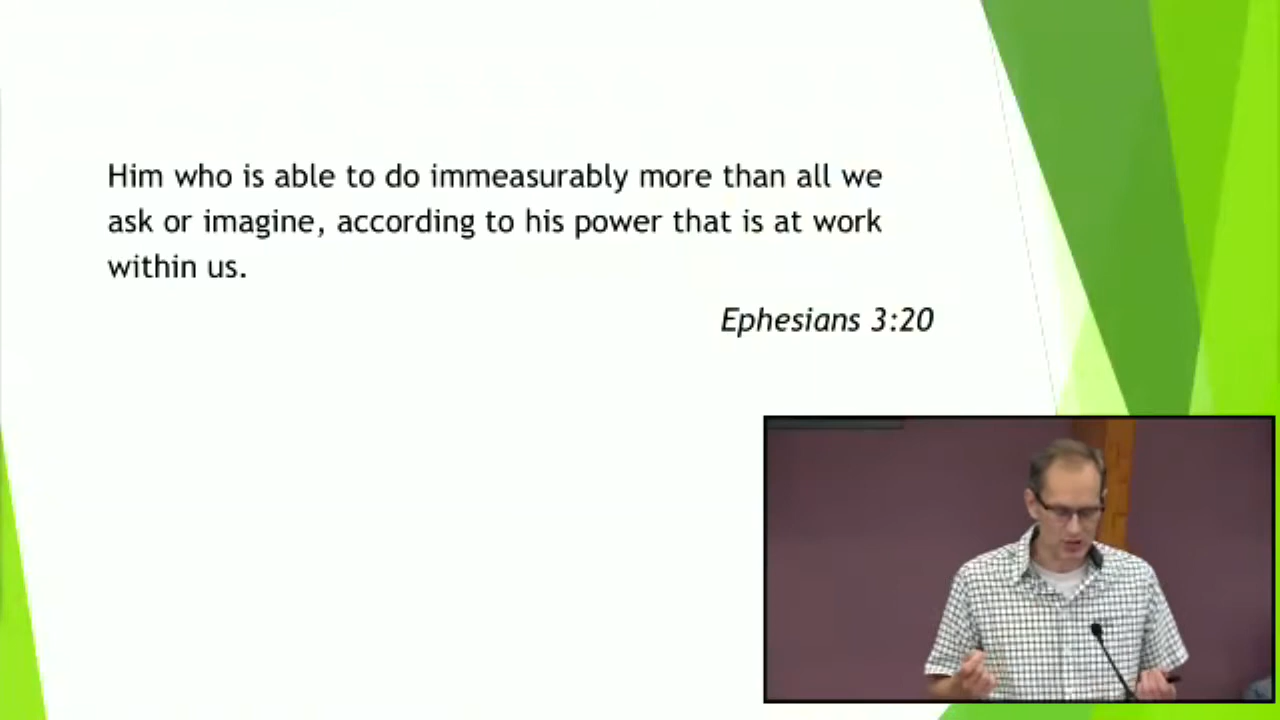 Him who is able to do immeasurably more than all we
ask or imagine, according to his power that is at work
within us.
Ephesians 3:20